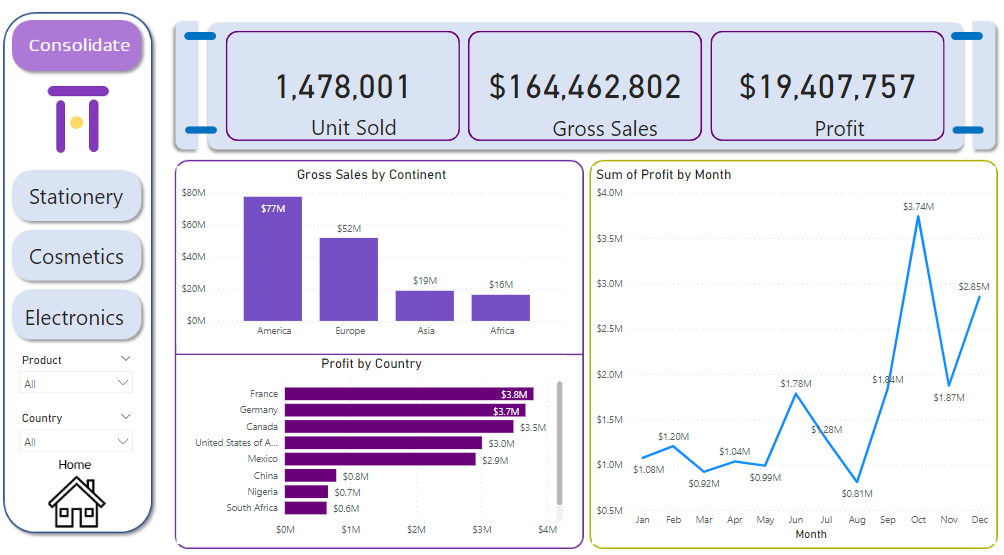 Consolidate
Stationery
Cosmetics
Electronics
Product
All
Country
All
Home
1,478,001
Unit Sold
$164,462,802
Gross Sales
$19,407,757
Profit
Gross Sales by Continent
$80M
$60M
$40M
$20M
$0M
$77M
$52M
$19M
$16M
America Europe Asia Africa
Profit by Country
France $3.8M
Germany $3.7M
Canada $3.5M
United States of A... $3.0M
Mexico $2.9M
China $0.8M
Nigeria $0.7M
South Africa $0.6M
$0M $1M $2M $3M $4M
Sum of Profit by Month
$4.0M
$3.5M
$3.0M
$2.5M
$2.0M
$1.5M
$1.0M
$0.5M
$1.08M
$1.20M
$0.92M
$1.04M
$0.99M
$1.78M
$1.28M
$0.81M
$1.84M
$3.74M
$1.87M
$2.85M
Jan Feb Mar Apr May Jun Jul Aug Sep Oct Nov Dec
Month